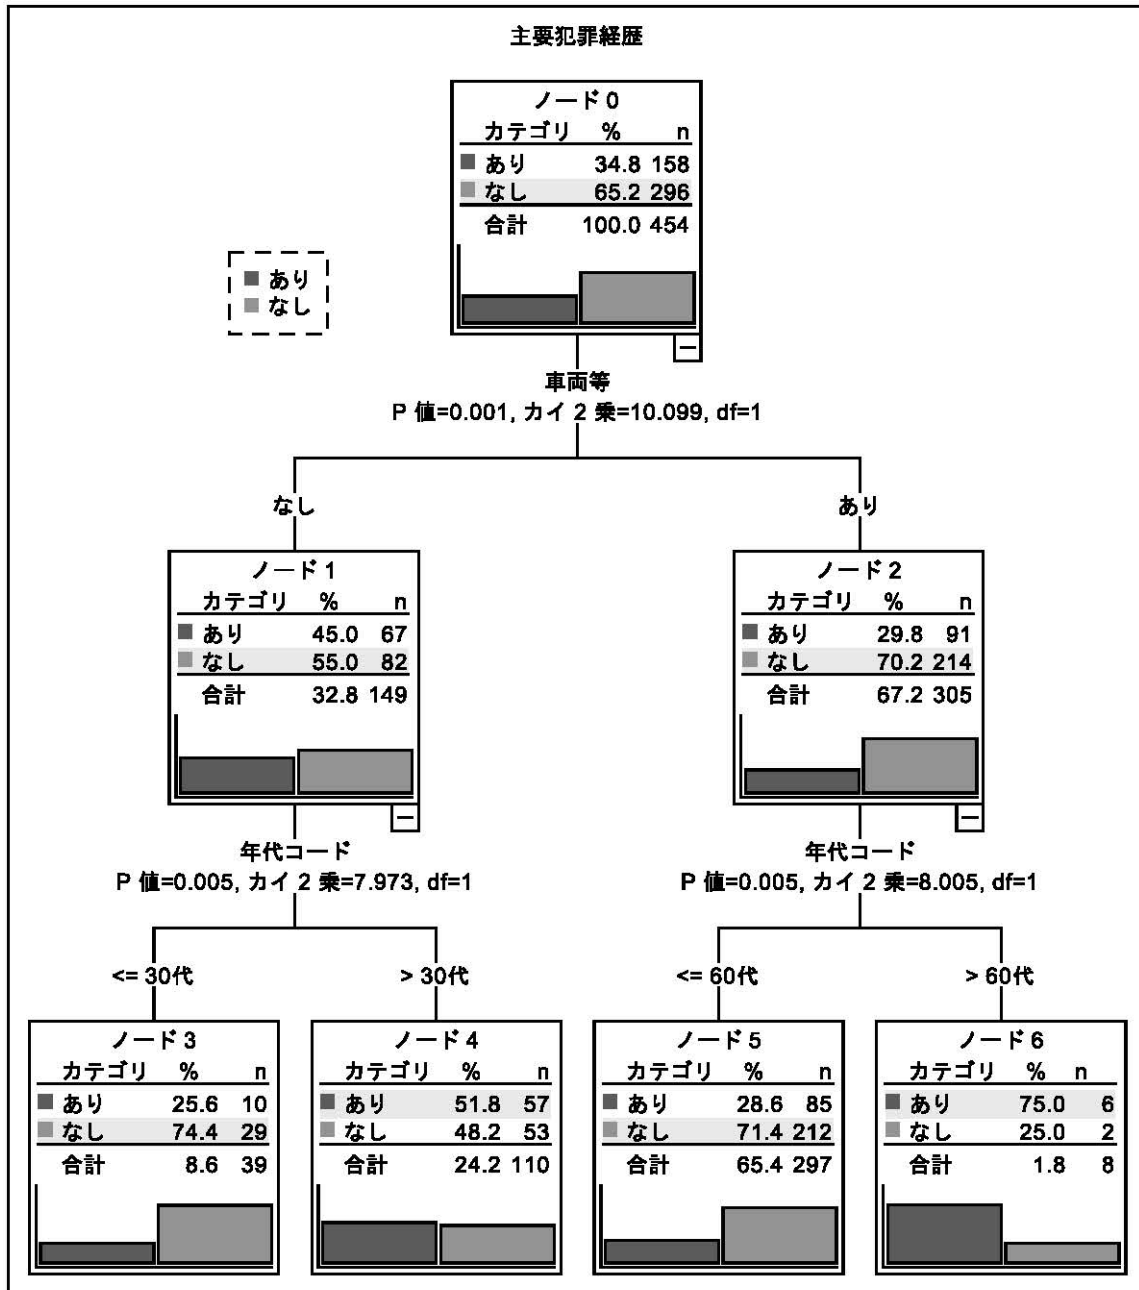 主要犯罪経歴
ノード 0
カテゴリ % n
あり 34.8 158
なし 65.2 296
合計 100.0 454
あり
なし
車両等
P 値=0.001, カイ 2 乗=10.099, df=1
なし
あり
ノード 1
カテゴリ % n
あり 45.0 67
なし 55.0 82
合計 32.8 149
ノード 2
カテゴリ % n
あり 29.8 91
なし 70.2 214
合計 67.2 305
年代コード
P 値=0.005, カイ 2 乗=7.973, df=1
年代コード
P 値=0.005, カイ 2 乗=8.005, df=1
<= 30代
> 30代
<= 60代
> 60代
ノード 3
カテゴリ % n
あり 25.6 10
なし 74.4 29
合計 8.6 39
ノード 4
カテゴリ % n
あり 51.8 57
なし 48.2 53
合計 24.2 110
ノード 5
カテゴリ % n
あり 28.6 85
なし 71.4 212
合計 65.4 297
ノード 6
カテゴリ % n
あり 75.0 6
なし 25.0 2
合計 1.8 8